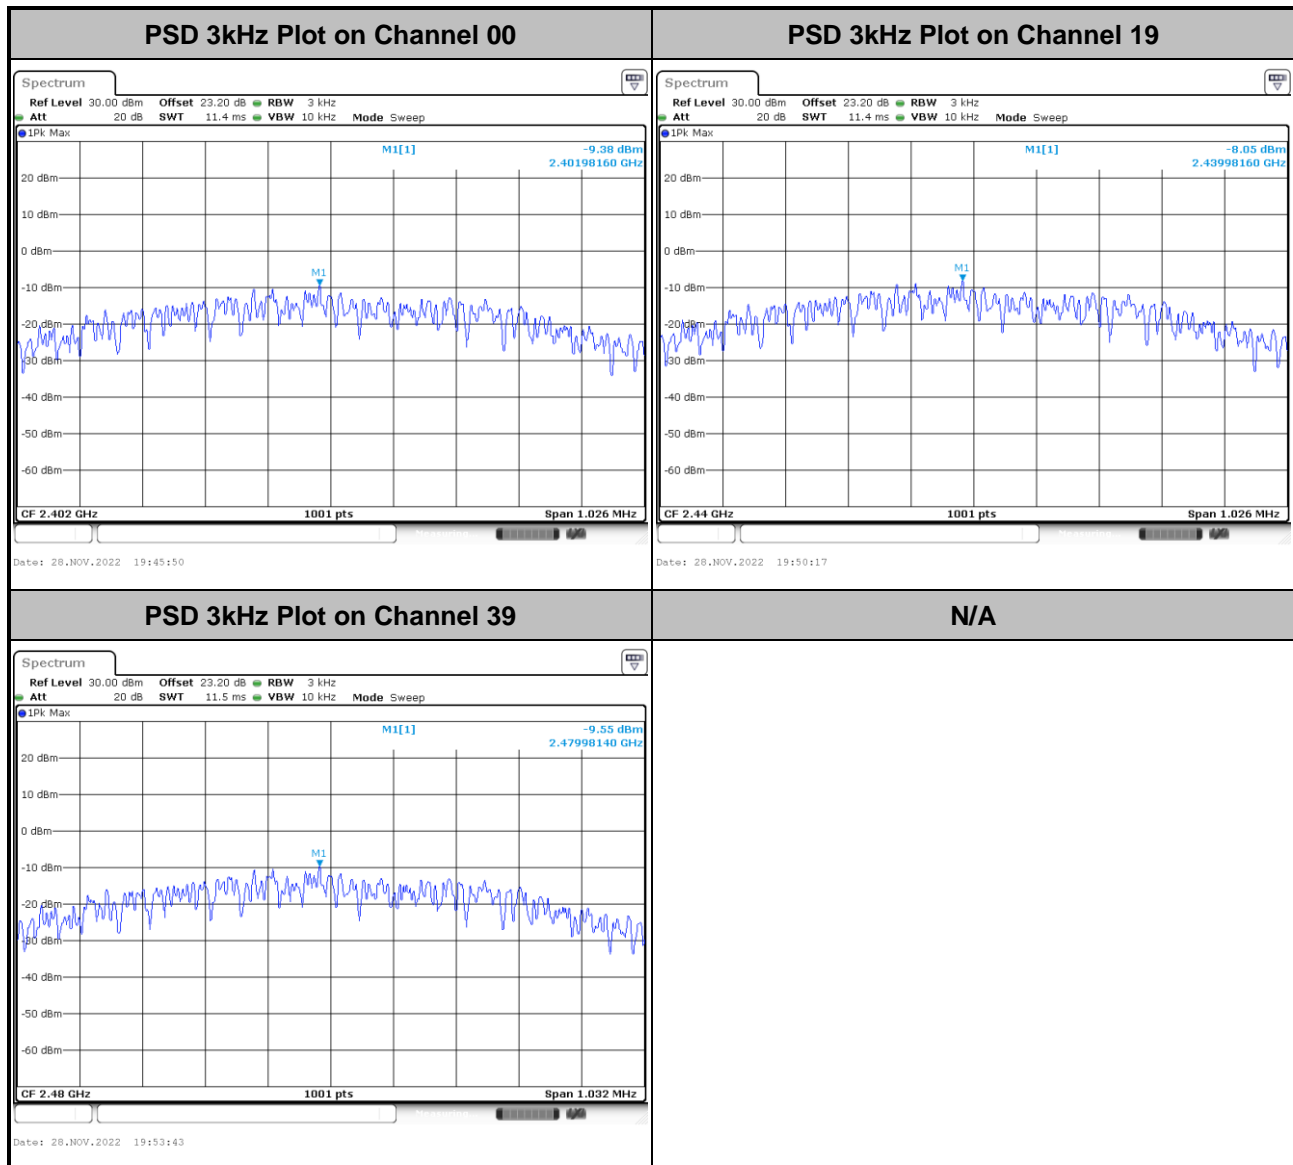 PSD 3kHz Plot on Channel 00
Spectrum
Ref Level 30.00 dBm Offset 23.20 dB RBW 3 kHz
Att 20 dB SWT 11.4 ms VBW 10 kHz Mode Sweep
1Pk Max
M1[1] -9.38 dBm
2.40198160 GHz
20 dBm
10 dBm
0 dBm
M1
-10 dBm
-20 dBm
-30 dBm
-40 dBm
-50 dBm
-60 dBm
CF 2.402 GHz 1001 pts Span 1.026 MHz
Measuring...
Date: 28.NOV.2022 19:45:50
PSD 3kHz Plot on Channel 19
Spectrum
Ref Level 30.00 dBm Offset 23.20 dB RBW 3 kHz
Att 20 dB SWT 11.4 ms VBW 10 kHz Mode Sweep
1Pk Max
M1[1] -8.05 dBm
2.43998160 GHz
20 dBm
10 dBm
0 dBm
M1
-10 dBm
-20 dBm
-30 dBm
-40 dBm
-50 dBm
-60 dBm
CF 2.44 GHz 1001 pts Span 1.026 MHz
Measuring...
Date: 28.NOV.2022 19:50:17
PSD 3kHz Plot on Channel 39
Spectrum
Ref Level 30.00 dBm Offset 23.20 dB RBW 3 kHz
Att 20 dB SWT 11.5 ms VBW 10 kHz Mode Sweep
1Pk Max
M1[1] -9.55 dBm
2.47998140 GHz
20 dBm
10 dBm
0 dBm
M1
-10 dBm
-20 dBm
-30 dBm
-40 dBm
-50 dBm
-60 dBm
CF 2.48 GHz 1001 pts Span 1.032 MHz
Measuring...
Date: 28.NOV.2022 19:53:43
N/A